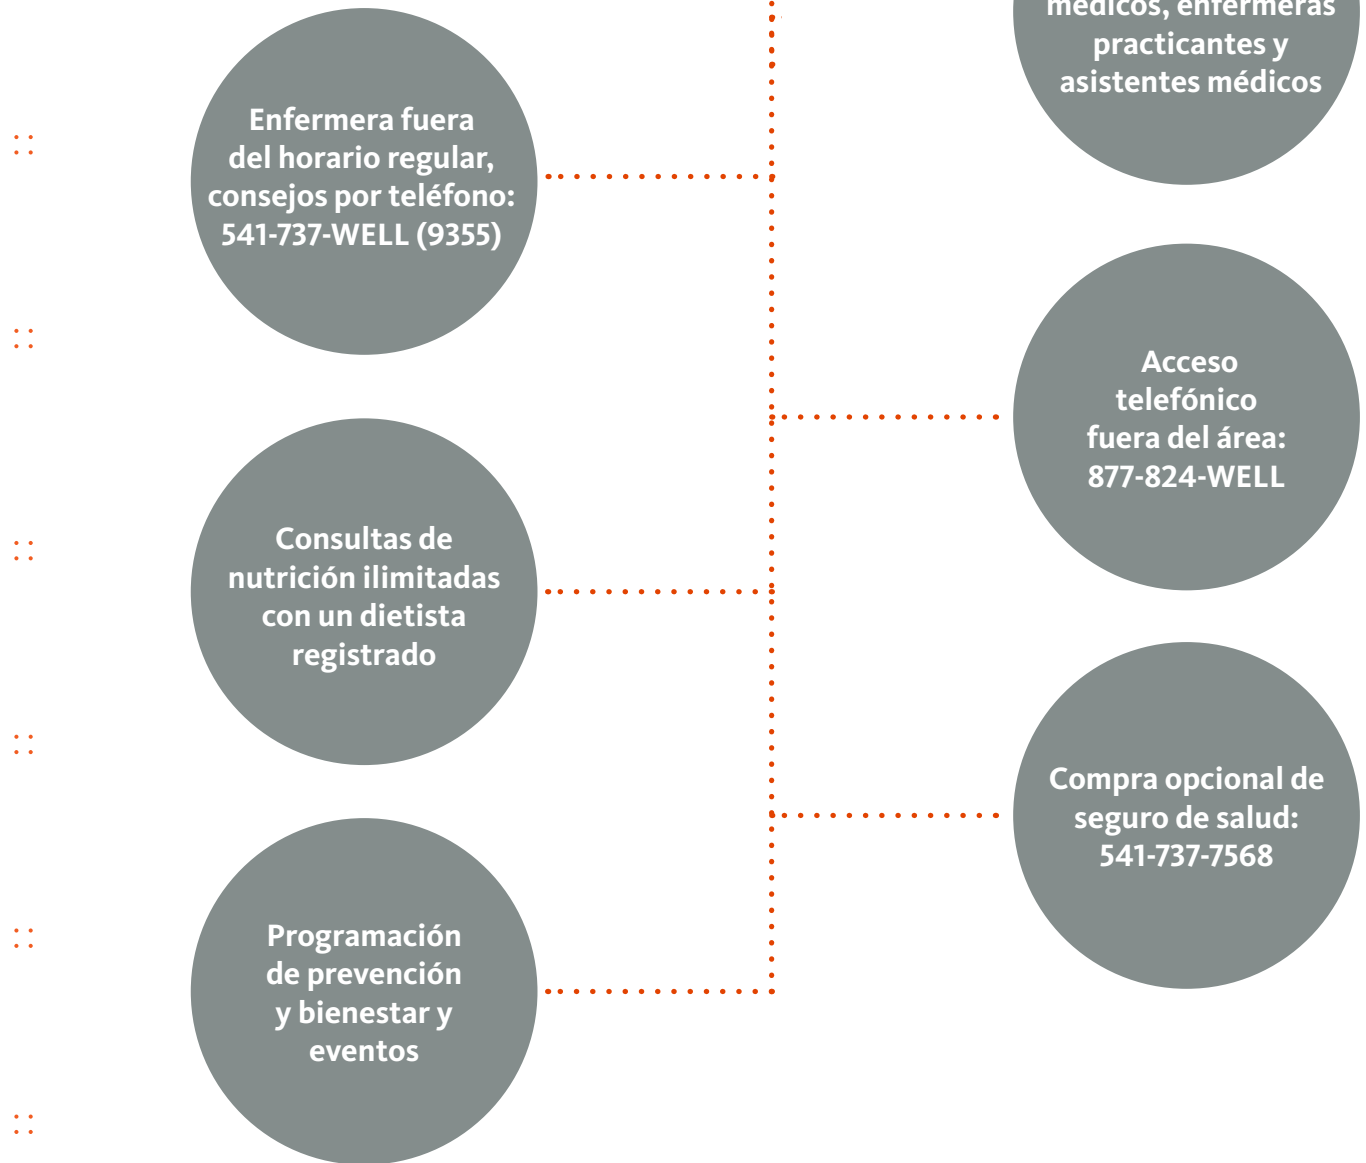 médicos, enfermeras
practicantes y
asistentes médicos
Enfermera fuera
del horario regular,
consejos por teléfono:
541-737-WELL (9355)
Acceso
telefónico
fuera del área:
877-824-WELL
Consultas de
nutrición ilimitadas
con un dietista
registrado
Compra opcional de
seguro de salud:
541-737-7568
Programación
de prevención
y bienestar y
eventos